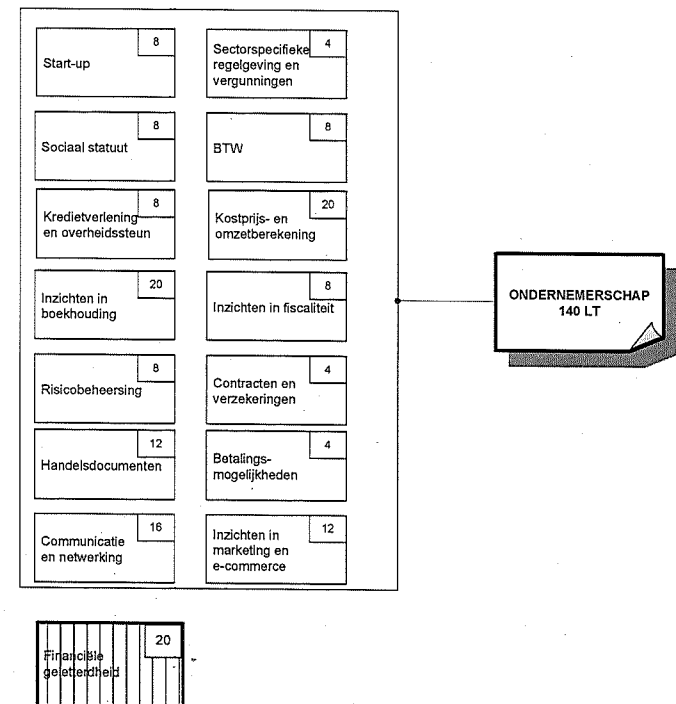 8
Start-up
4
Sectorspecifieke
regelgeving en
vergunningen
8
Sociaal statuut
8
BTW
8
Kredietverlening
en overheidssteun
20
Kostprijs- en
omzetberekening
20
Inzichten in
boekhouding
8
Inzichten in fiscaliteit
8
Risicobeheersing
4
Contracten en
verzekeringen
12
Handelsdocumenten
4
Betalings-
mogelijkheden
16
Communicatie
en netwerking
12
Inzichten in
marketing en
e-commerce
ONDERNEMERSCHAP
140 LT
20
Financiële
geletterdheid